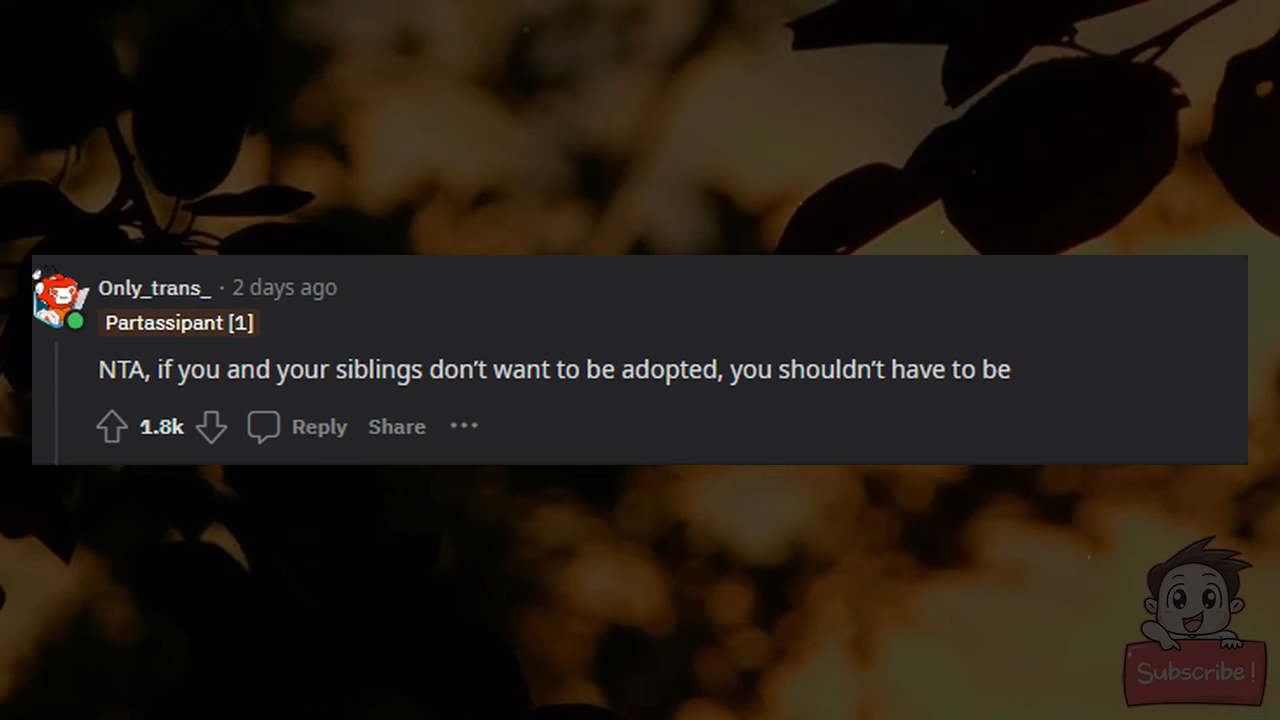 Only_trans_ · 2 days ago
Partassipant [1]
NTA, if you and your siblings don’t want to be adopted, you shouldn’t have to be
1.8k Reply Share ···
Subscribe!